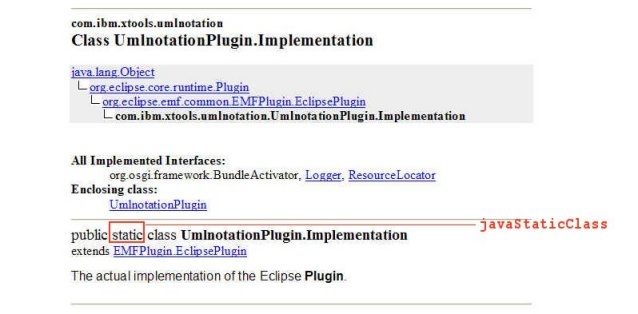 com.ibm.xtools.umlnotation
Class UmlnotationPlugin.Implementation
java.lang.Object
org.eclipse.core.runtime.Plugin
org.eclipse.emf.common.EMFPlugin.EclipsePlugin
com.ibm.xtools.umlnotation.UmlnotationPlugin.Implementation
All Implemented Interfaces:
org.osgi.framework.BundleActivator, Logger, ResourceLocator
Enclosing class:
UmlnotationPlugin
public static class UmlnotationPlugin.Implementation javaStaticClass
extends EMFPlugin.EclipsePlugin
The actual implementation of the Eclipse Plugin.